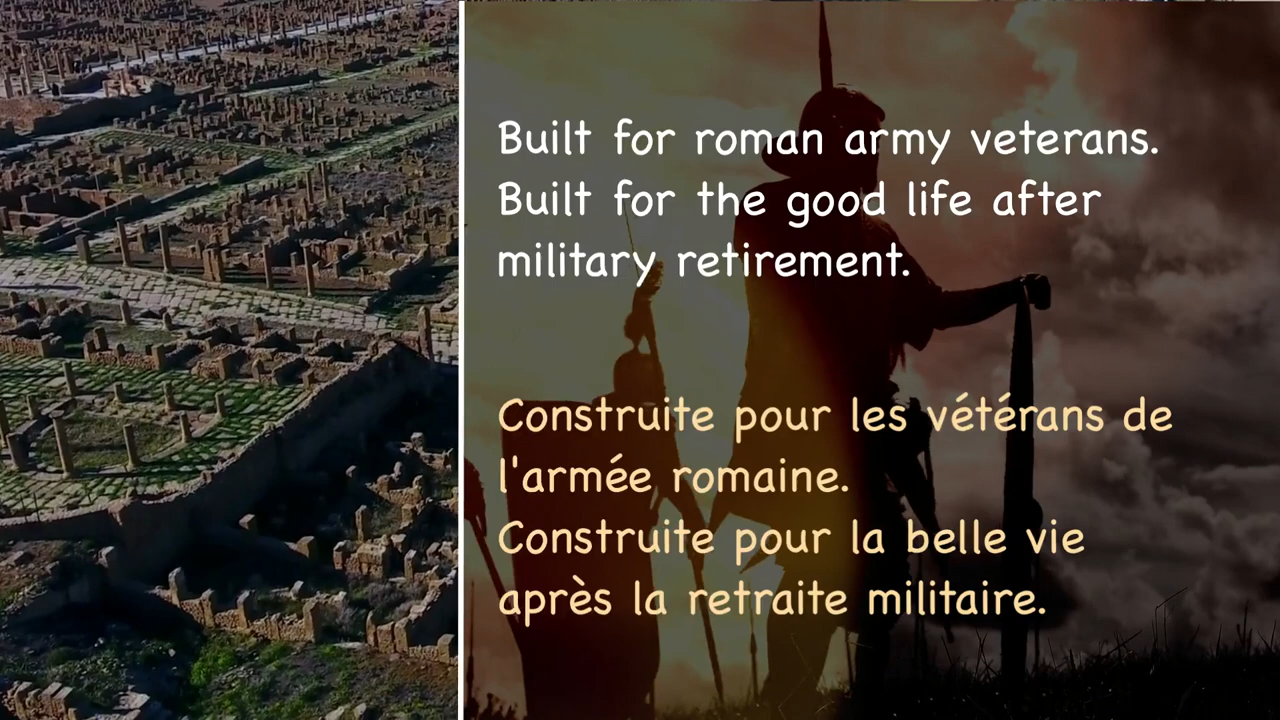 Built for roman army veterans.
Built for the good life after
military retirement.
Construite pour les vétérans de
l'armée romaine.
Construite pour la belle vie
après la retraite militaire.